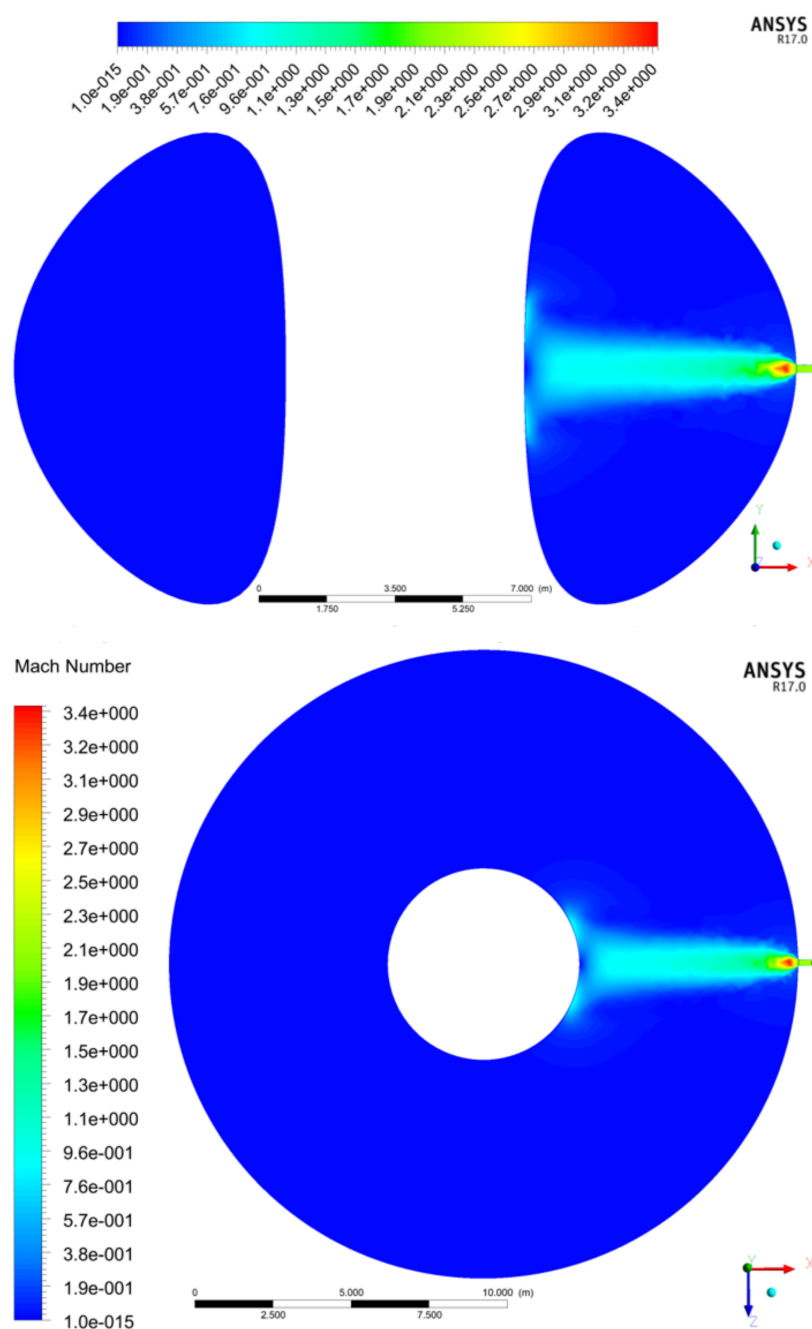 ANSYS
R17.0
1.0e-015
1.9e-001
3.8e-001
5.7e-001
7.6e-001
9.6e-001
1.1e+000
1.3e+000
1.5e+000
1.7e+000
1.9e+000
2.1e+000
2.3e+000
2.5e+000
2.7e+000
2.9e+000
3.1e+000
3.2e+000
3.4e+000
Y
Z
X
0 3.500 7.000 (m)
1.750 5.250
Mach Number
ANSYS
R17.0
3.4e+000
3.2e+000
3.1e+000
2.9e+000
2.7e+000
2.5e+000
2.3e+000
2.1e+000
1.9e+000
1.7e+000
1.5e+000
1.3e+000
1.1e+000
9.6e-001
7.6e-001
5.7e-001
3.8e-001
1.9e-001
1.0e-015
0 5.000 10.000 (m)
2.500 7.500
Y
X
Z